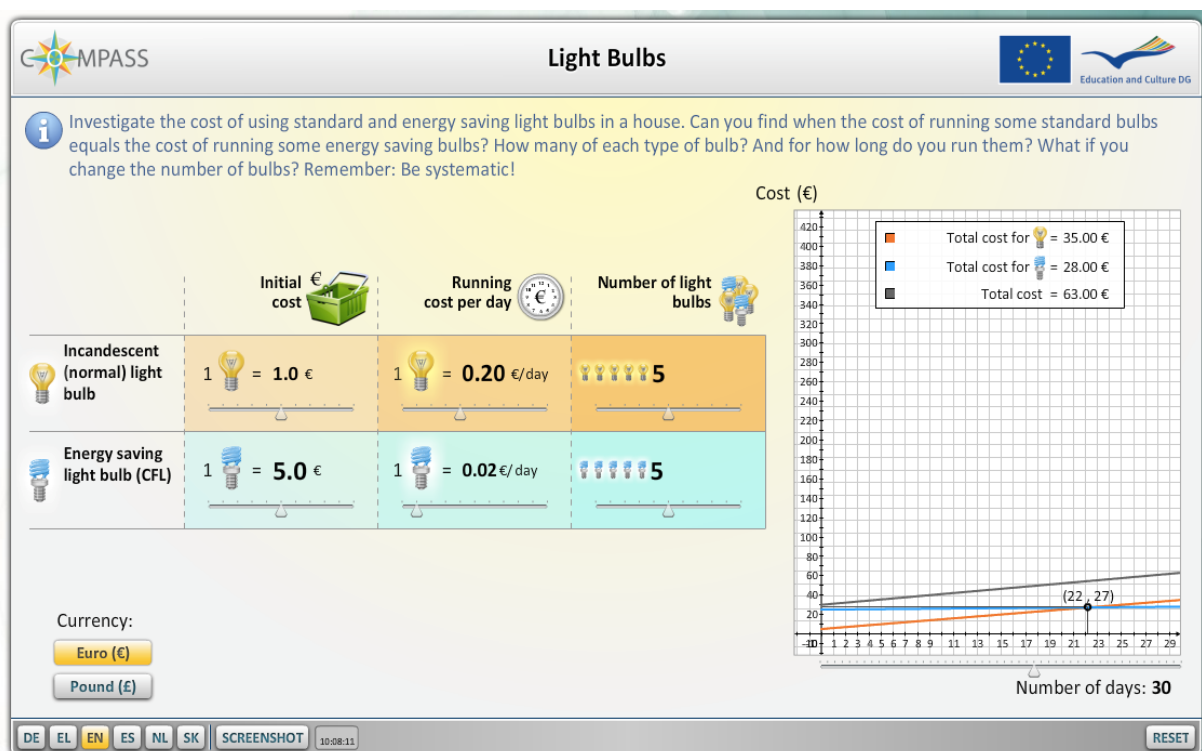 COMPASS
Light Bulbs
Education and Culture DG
i
Investigate the cost of using standard and energy saving light bulbs in a house. Can you find when the cost of running some standard bulbs
equals the cost of running some energy saving bulbs? How many of each type of bulb? And for how long do you run them? What if you
change the number of bulbs? Remember: Be systematic!
Initial
cost
€
Running
cost per day
€
Number of light
bulbs
Incandescent
(normal) light
bulb
1 = 1.0 €
1 = 0.20 €/day
5
Energy saving
light bulb (CFL)
1 = 5.0 €
1 = 0.02 €/day
5
Cost (€)
Total cost for = 35.00 €
Total cost for = 28.00 €
Total cost = 63.00 €
420
400
380
360
340
320
300
280
260
240
220
200
180
160
140
120
100
80
60
40
20
(22 , 27)
1 2 3 4 5 6 7 8 9 11 13 15 17 19 21 23 25 27 29
Number of days: 30
Currency:
Euro (€)
Pound (£)
DE EL EN ES NL SK SCREENSHOT 10:08:11 RESET